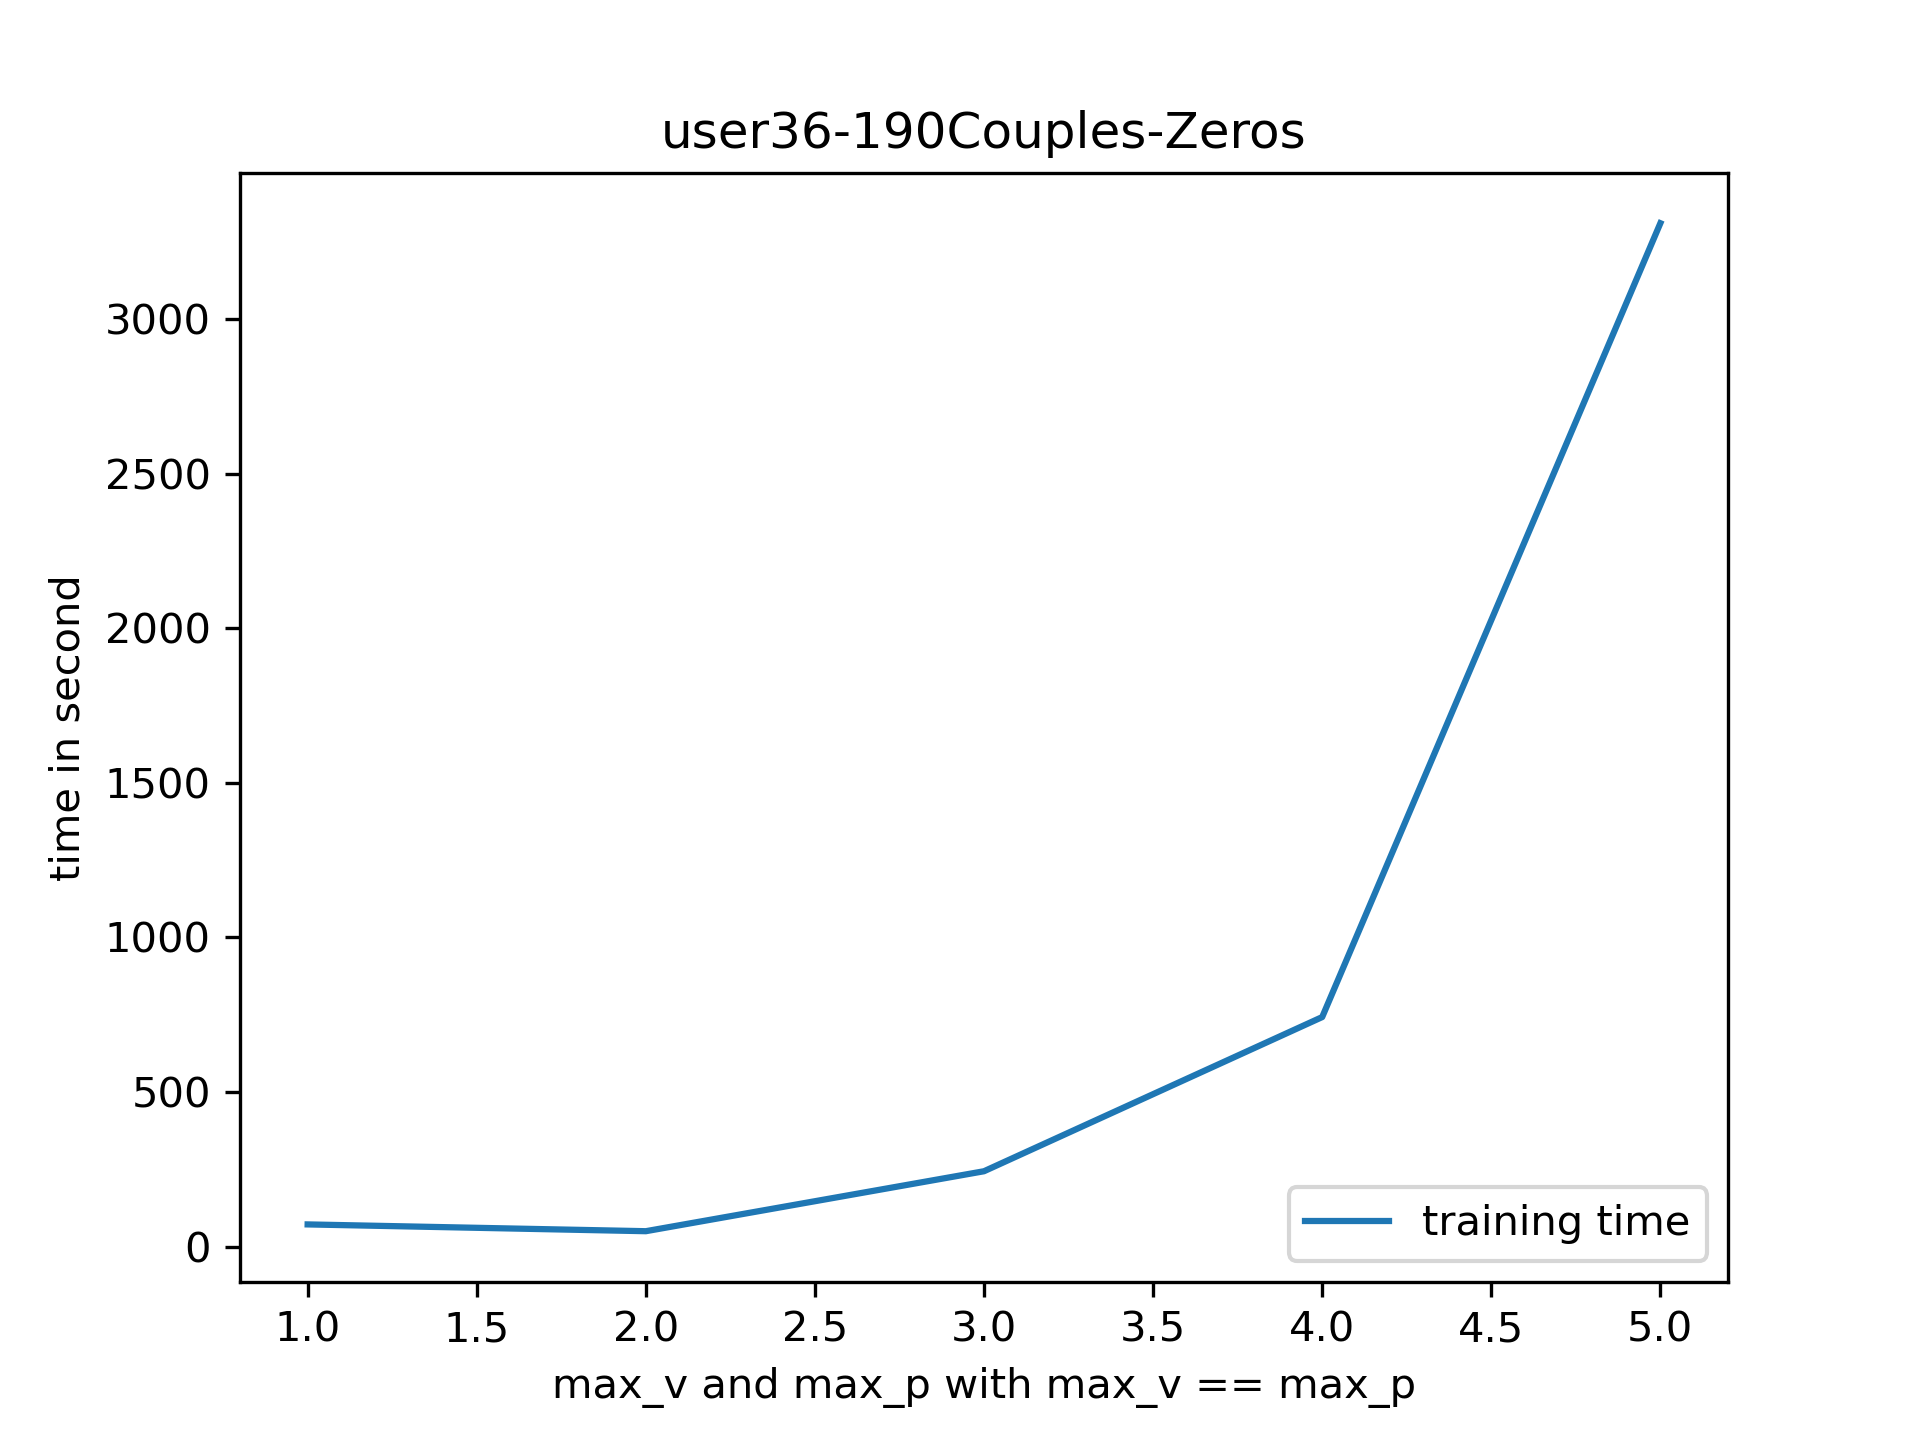 user36-190Couples-Zeros
3000
2500
2000
1500
1000
500
0
time in second
training time
1.0 1.5 2.0 2.5 3.0 3.5 4.0 4.5 5.0
max_v and max_p with max_v == max_p